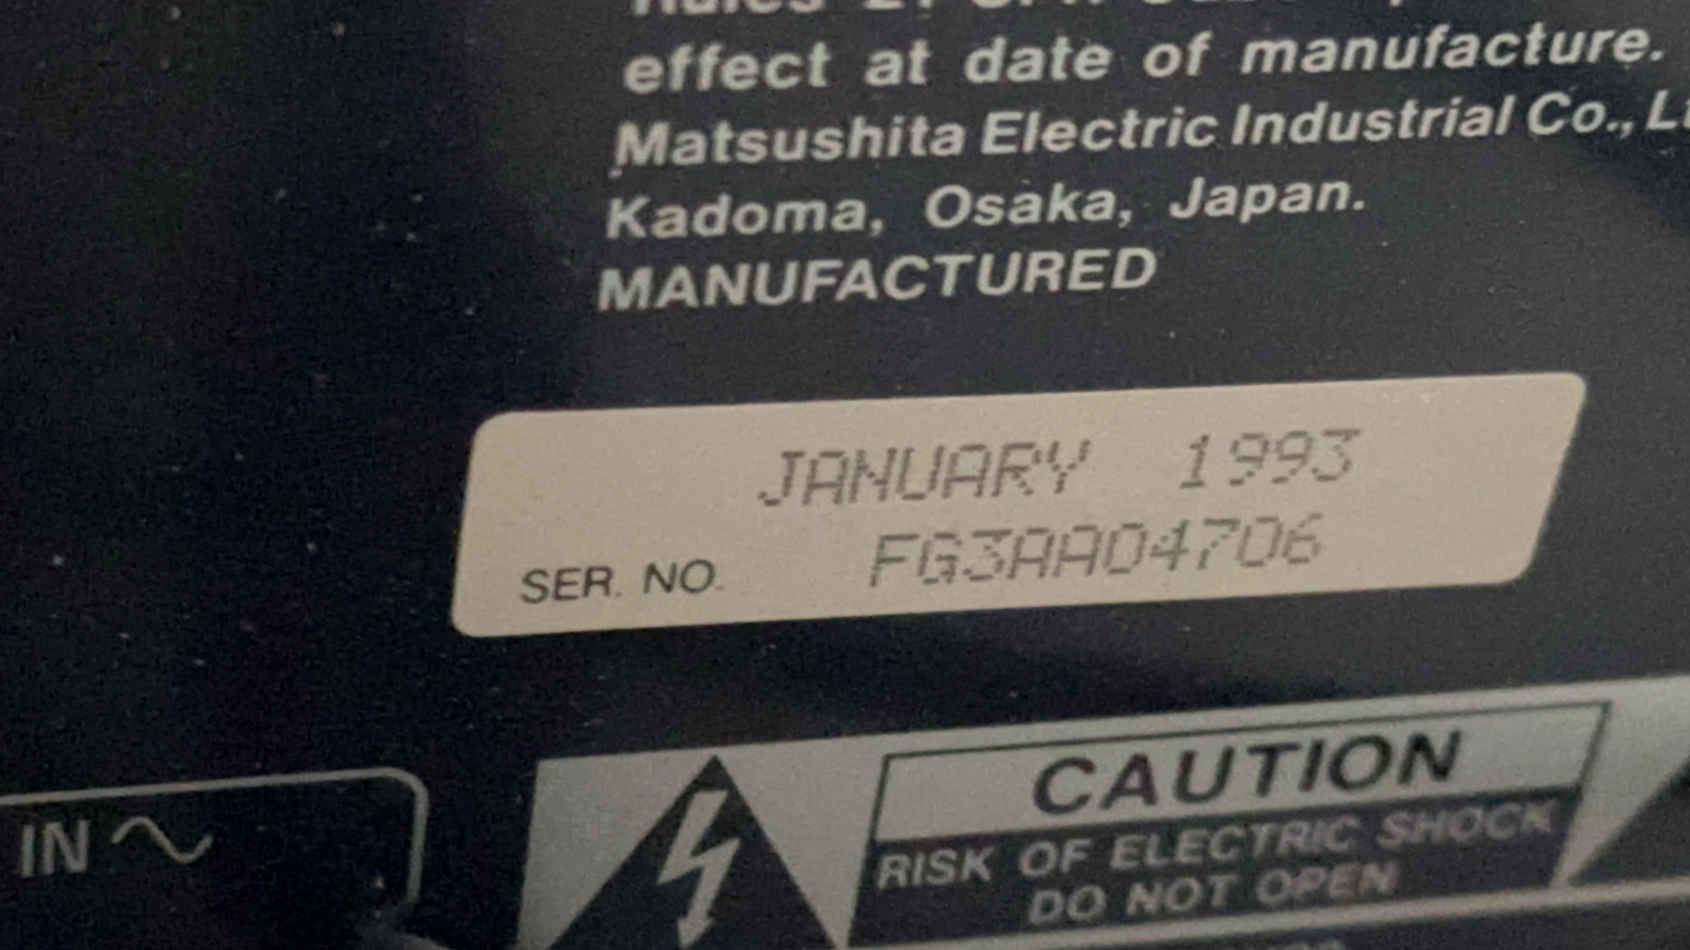 effect at date of manufacture.
Matsushita Electric Industrial Co., Lt
Kadoma, Osaka, Japan.
MANUFACTURED
JANUARY 1993
SER. NO. FG3AA04706
IN
CAUTION
RISK OF ELECTRIC SHOCK
DO NOT OPEN